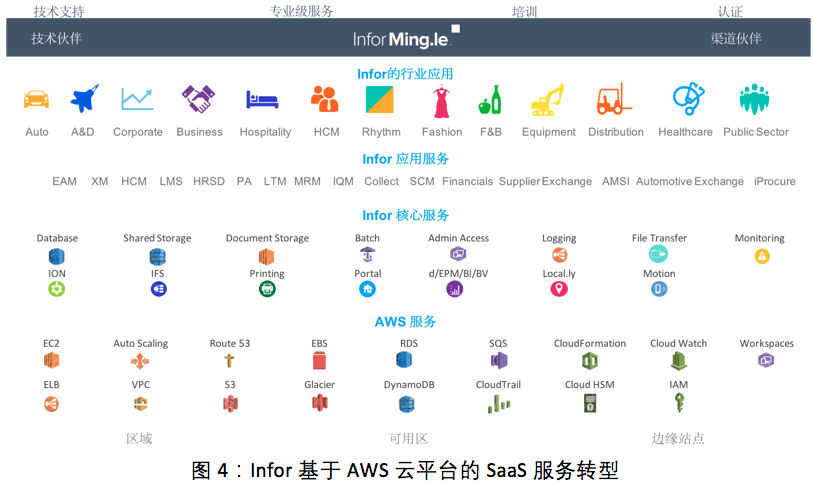 技术支持 专业级服务 培训 认证
技术伙伴 Infor Ming.le 渠道伙伴
Infor的行业应用
Auto A&D Corporate Business Hospitality HCM Rhythm Fashion F&B Equipment Distribution Healthcare Public Sector
Infor 应用服务
EAM XM HCM LMS HRSD PA LTM MRM IQM Collect SCM Financials Supplier Exchange AMSI Automotive Exchange iProcure
Infor 核心服务
Database Shared Storage Document Storage Batch Admin Access Logging File Transfer Monitoring
ION IFS Printing Portal d/EPM/BI/BV Local.ly Motion
AWS 服务
EC2 Auto Scaling Route 53 EBS RDS SQS CloudFormation Cloud Watch Workspaces
ELB VPC S3 Glacier DynamoDB CloudTrail Cloud HSM IAM
区域 可用区 边缘站点
图 4：Infor 基于 AWS 云平台的 SaaS 服务转型